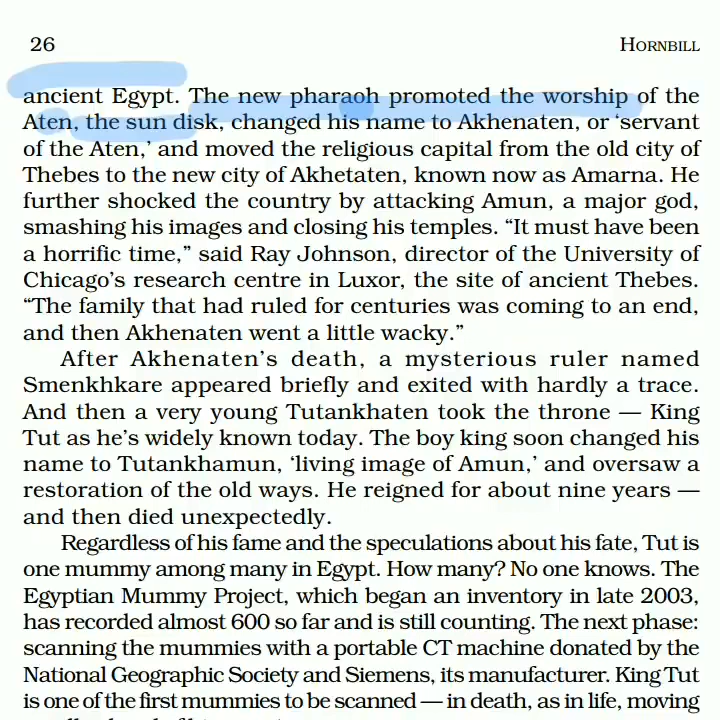 26 HORNBILL
ancient Egypt. The new pharaoh promoted the worship of the
Aten, the sun disk, changed his name to Akhenaten, or ‘servant
of the Aten,’ and moved the religious capital from the old city of
Thebes to the new city of Akhetaten, known now as Amarna. He
further shocked the country by attacking Amun, a major god,
smashing his images and closing his temples. “It must have been
a horrific time,” said Ray Johnson, director of the University of
Chicago’s research centre in Luxor, the site of ancient Thebes.
“The family that had ruled for centuries was coming to an end,
and then Akhenaten went a little wacky.”
After Akhenaten’s death, a mysterious ruler named
Smenkhkare appeared briefly and exited with hardly a trace.
And then a very young Tutankhaten took the throne — King
Tut as he’s widely known today. The boy king soon changed his
name to Tutankhamun, ‘living image of Amun,’ and oversaw a
restoration of the old ways. He reigned for about nine years —
and then died unexpectedly.
Regardless of his fame and the speculations about his fate, Tut is
one mummy among many in Egypt. How many? No one knows. The
Egyptian Mummy Project, which began an inventory in late 2003,
has recorded almost 600 so far and is still counting. The next phase:
scanning the mummies with a portable CT machine donated by the
National Geographic Society and Siemens, its manufacturer. King Tut
is one of the first mummies to be scanned — in death, as in life, moving